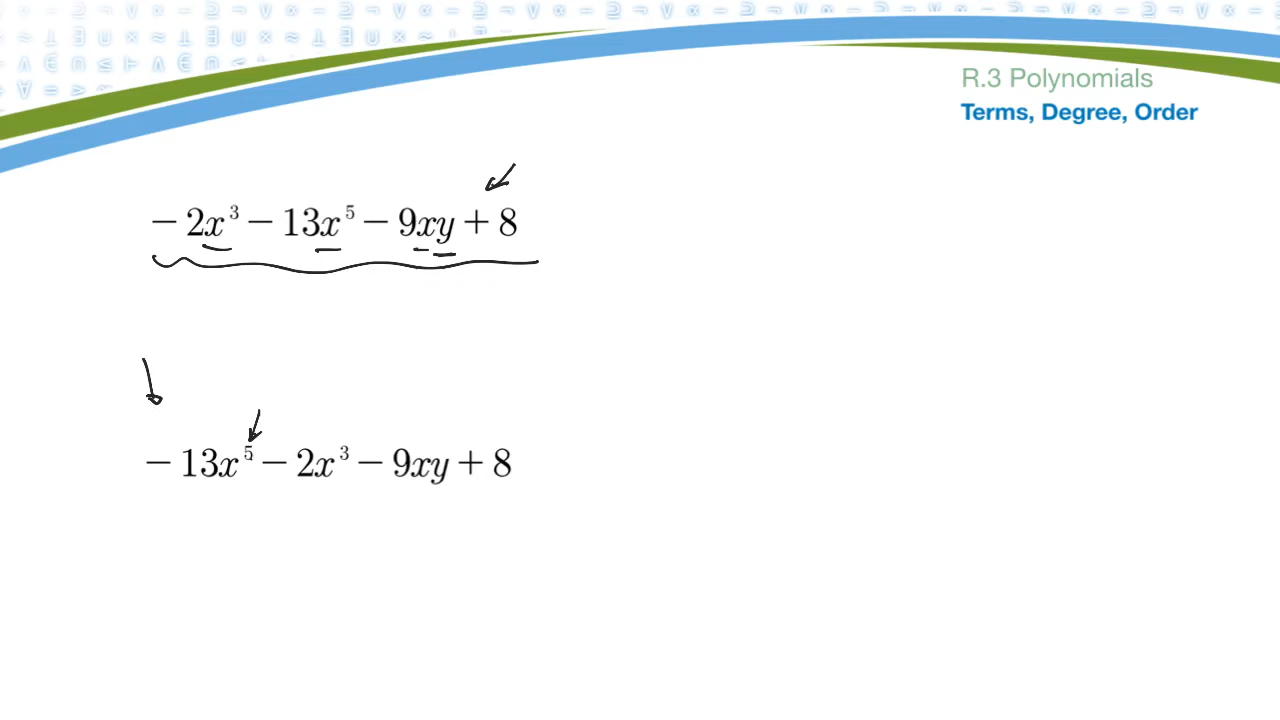 R.3 Polynomials
Terms, Degree, Order
− 2x³ − 13x⁵ − 9xy + 8
− 13x⁵ − 2x³ − 9xy + 8